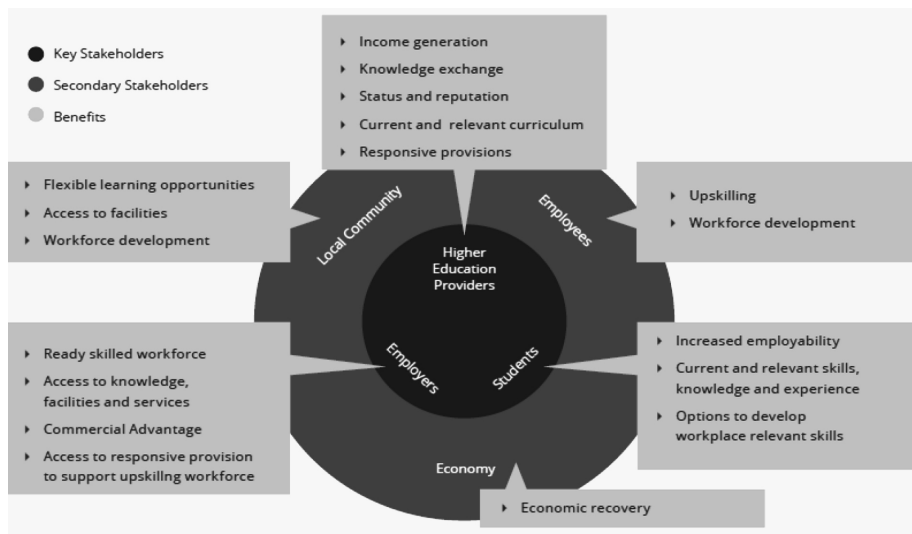 Key Stakeholders
Secondary Stakeholders
Benefits
Income generation
Knowledge exchange
Status and reputation
Current and relevant curriculum
Responsive provisions
Flexible learning opportunities
Access to facilities
Workforce development
Local Community
Employees
Upskilling
Workforce development
Higher
Education
Providers
Employers
Students
Ready skilled workforce
Access to knowledge,
facilities and services
Commercial Advantage
Access to responsive provision
to support upskillng workforce
Increased employability
Current and relevant skills,
knowledge and experience
Options to develop
workplace relevant skills
Economy
Economic recovery